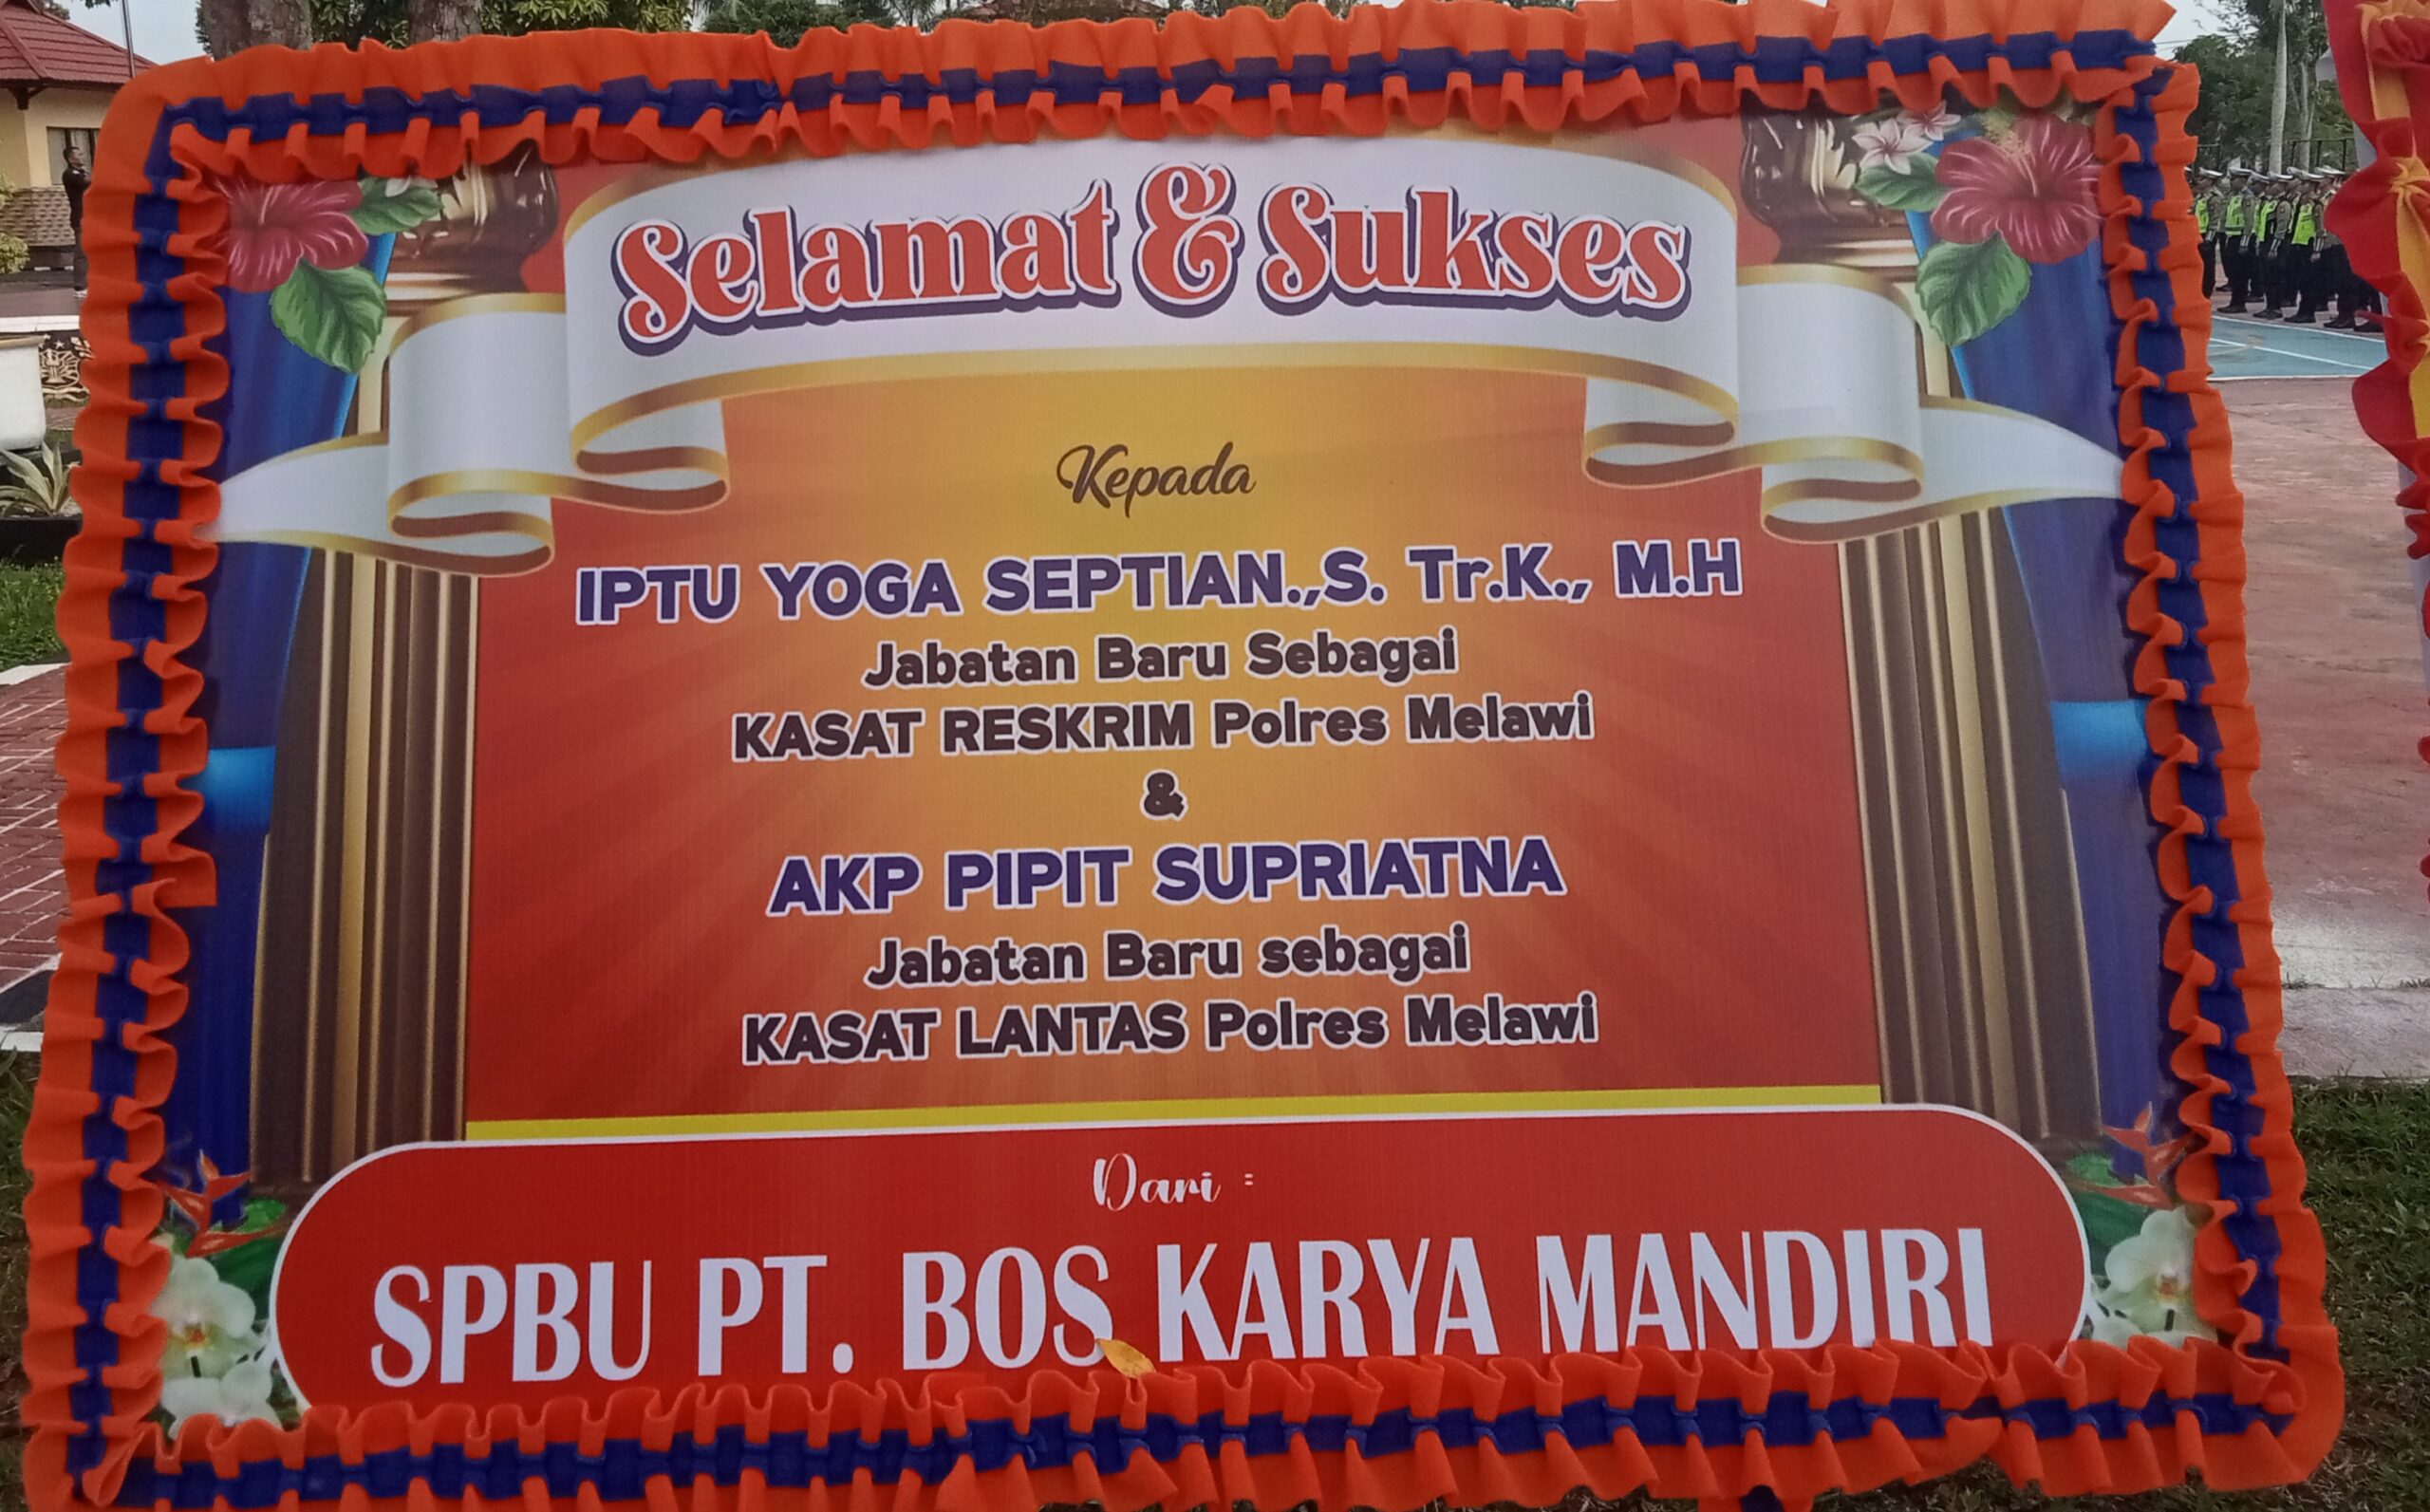 Selamat & Sukses
Kepada
IPTU YOGA SEPTIAN.,S. Tr.K., M.H
Jabatan Baru Sebagai
KASAT RESKRIM Polres Melawi
&
AKP PIPIT SUPRIATNA
Jabatan Baru sebagai
KASAT LANTAS Polres Melawi
Dari :
SPBU PT. BOS KARYA MANDIRI